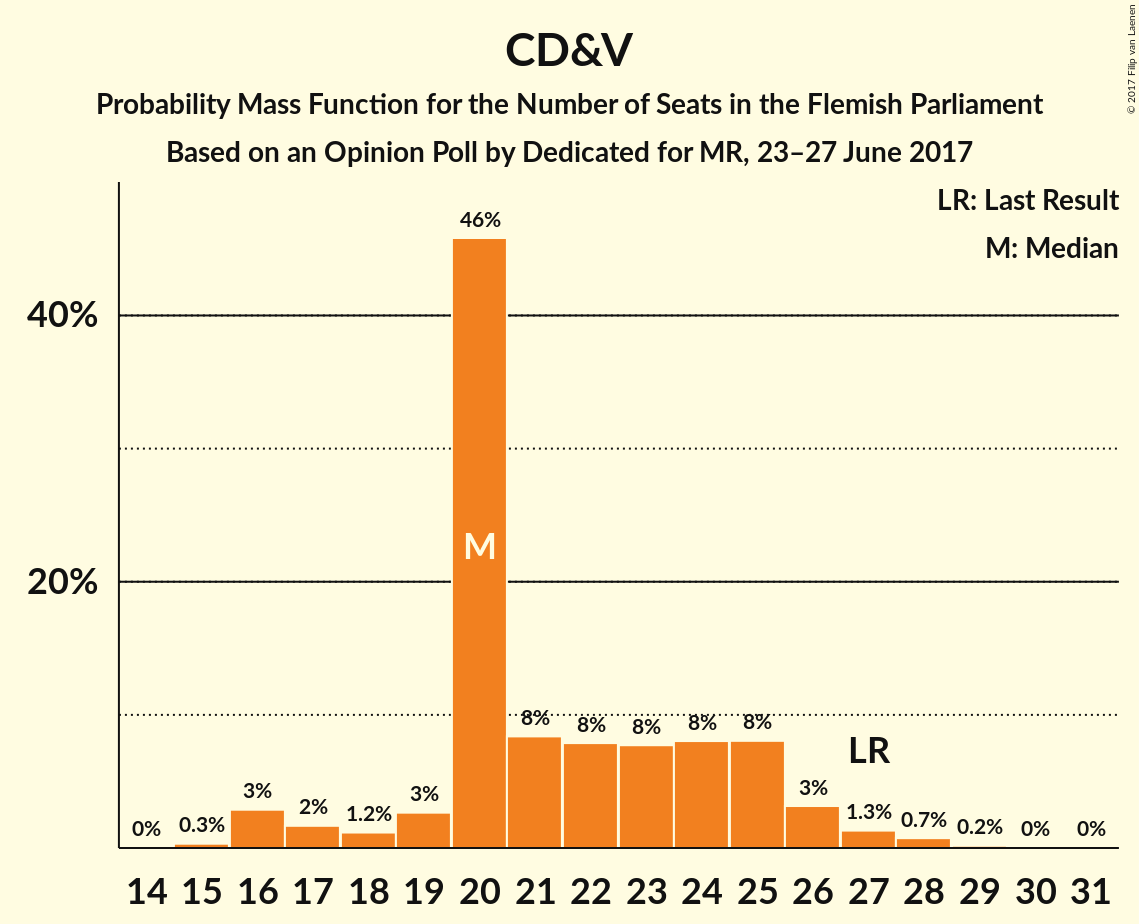 CD&V
Probability Mass Function for the Number of Seats in the Flemish Parliament
Based on an Opinion Poll by Dedicated for MR, 23–27 June 2017
© 2017 Filip van Laenen
LR: Last Result
M: Median
40%
20%
0% 0.3% 3% 2% 1.2% 3% 46% 8% 8% 8% 8% 8% 3% 1.3% 0.7% 0.2% 0% 0%
M
LR
14 15 16 17 18 19 20 21 22 23 24 25 26 27 28 29 30 31